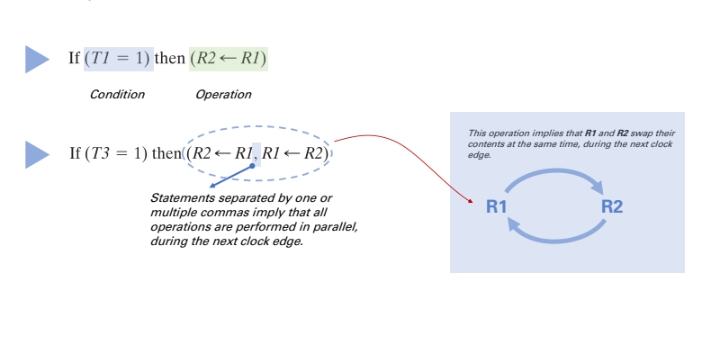 If (T1 = 1) then (R2 ← R1)
Condition Operation
If (T3 = 1) then((R2 ← R1, R1 ← R2)
Statements separated by one or
multiple commas imply that all
operations are performed in parallel,
during the next clock edge.
This operation implies that R1 and R2 swap their
contents at the same time, during the next clock
edge.
R1 R2